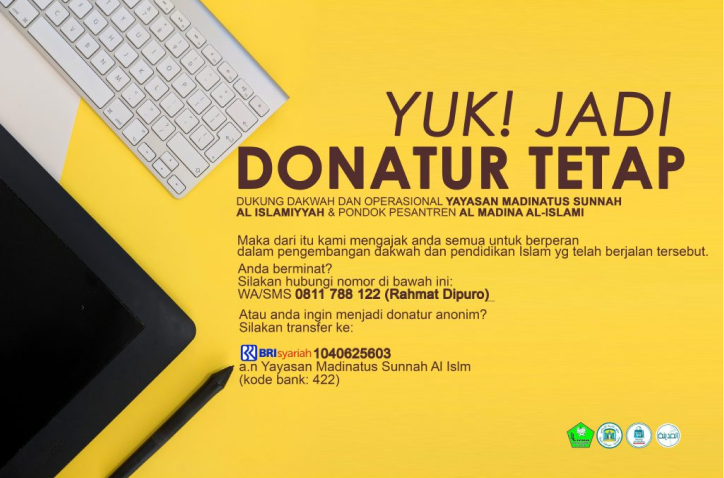 YUK! JADI
DONATUR TETAP
DUKUNG DAKWAH DAN OPERASIONAL YAYASAN MADINATUS SUNNAH
AL ISLAMIYYAH & PONDOK PESANTREN AL MADINA AL-ISLAMI
Maka dari itu kami mengajak anda semua untuk berperan
dalam pengembangan dakwah dan pendidikan Islam yg telah berjalan tersebut.
Anda berminat?
Silakan hubungi nomor di bawah ini:
WA/SMS 0811 788 122 (Rahmat Dipuro)_
Atau anda ingin menjadi donatur anonim?
Silakan transfer ke:
BRIsyariah 1040625603
a.n Yayasan Madinatus Sunnah Al Islm
(kode bank: 422)